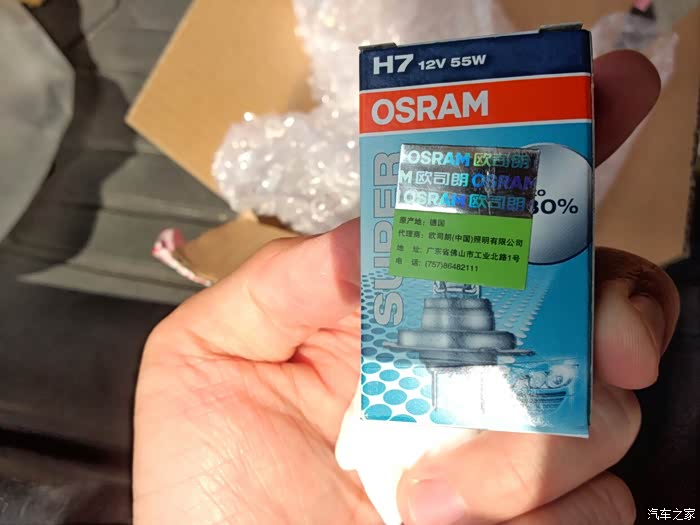 H7 12V 55W
OSRAM
SUPER
OSRAM 欧司朗
M 欧司朗 OSRAM
OSRAM 欧司朗
30%
原产地: 德国
代理商: 欧司朗(中国)照明有限公司
地 址: 广东省佛山市工业北路1号
电 话: (757)86482111
汽车之家